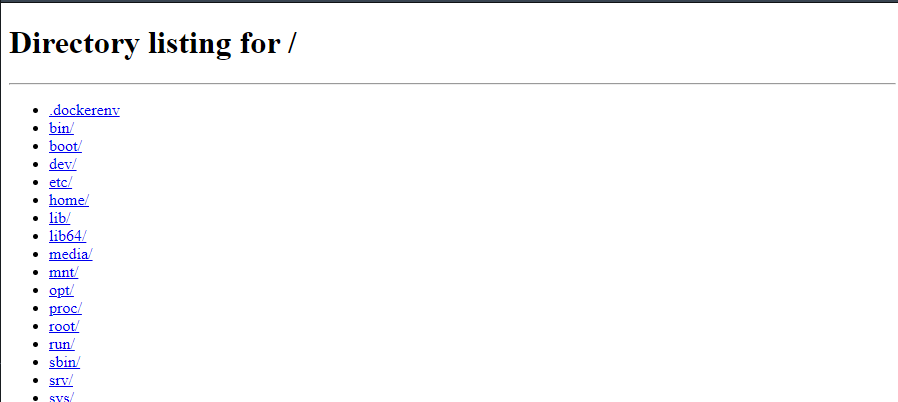 Directory listing for /
.dockerenv
bin/
boot/
dev/
etc/
home/
lib/
lib64/
media/
mnt/
opt/
proc/
root/
run/
sbin/
srv/
sys/